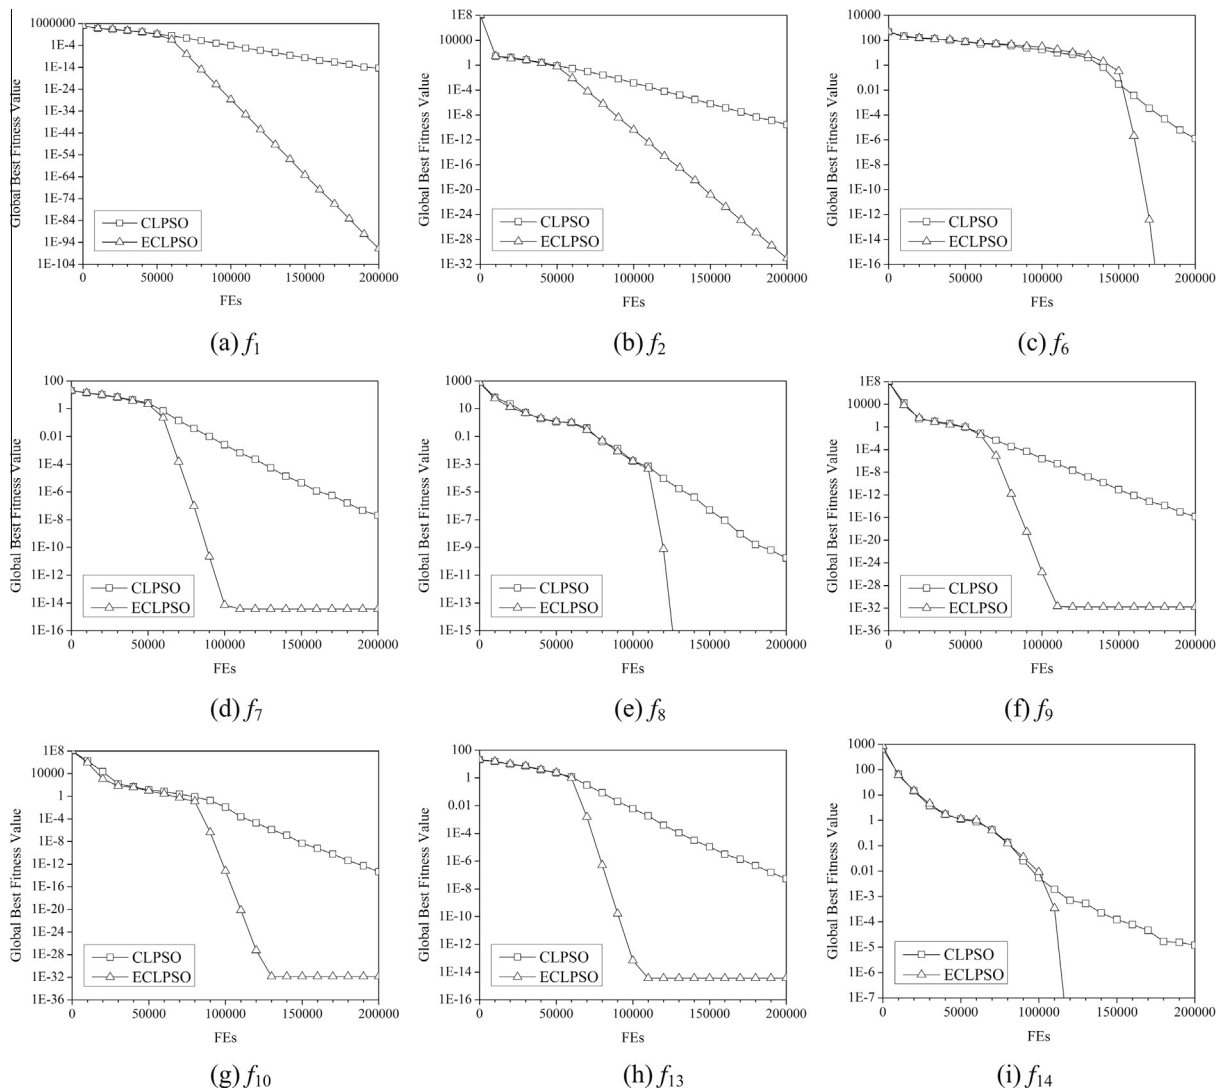 Global Best Fitness Value
1000000
1E-4
1E-14
1E-24
1E-34
1E-44
1E-54
1E-64
1E-74
1E-84
1E-94
1E-104
CLPSO
ECLPSO
0 50000 100000 150000 200000
FEs
(a) f1
Global Best Fitness Value
1E8
10000
1
1E-4
1E-8
1E-12
1E-16
1E-20
1E-24
1E-28
1E-32
CLPSO
ECLPSO
0 50000 100000 150000 200000
FEs
(b) f2
Global Best Fitness Value
10000
100
1
0.01
1E-4
1E-6
1E-8
1E-10
1E-12
1E-14
1E-16
CLPSO
ECLPSO
0 50000 100000 150000 200000
FEs
(c) f6
Global Best Fitness Value
100
1
0.01
1E-4
1E-6
1E-8
1E-10
1E-12
1E-14
1E-16
CLPSO
ECLPSO
0 50000 100000 150000 200000
FEs
(d) f7
Global Best Fitness Value
1000
10
0.1
1E-3
1E-5
1E-7
1E-9
1E-11
1E-13
1E-15
CLPSO
ECLPSO
0 50000 100000 150000 200000
FEs
(e) f8
Global Best Fitness Value
1E8
10000
1
1E-4
1E-8
1E-12
1E-16
1E-20
1E-24
1E-28
1E-32
1E-36
CLPSO
ECLPSO
0 50000 100000 150000 200000
FEs
(f) f9
Global Best Fitness Value
1E8
10000
1
1E-4
1E-8
1E-12
1E-16
1E-20
1E-24
1E-28
1E-32
1E-36
CLPSO
ECLPSO
0 50000 100000 150000 200000
FEs
(g) f10
Global Best Fitness Value
100
1
0.01
1E-4
1E-6
1E-8
1E-10
1E-12
1E-14
1E-16
CLPSO
ECLPSO
0 50000 100000 150000 200000
FEs
(h) f13
Global Best Fitness Value
1000
100
10
1
0.1
0.01
1E-3
1E-4
1E-5
1E-6
1E-7
CLPSO
ECLPSO
0 50000 100000 150000 200000
FEs
(i) f14